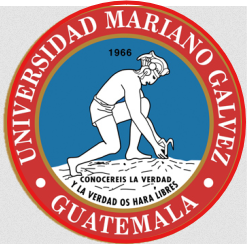 UNIVERSIDAD MARIANO GALVEZ
1966
CONOCEREIS LA VERDAD
Y LA VERDAD OS HARA LIBRES
• GUATEMALA •